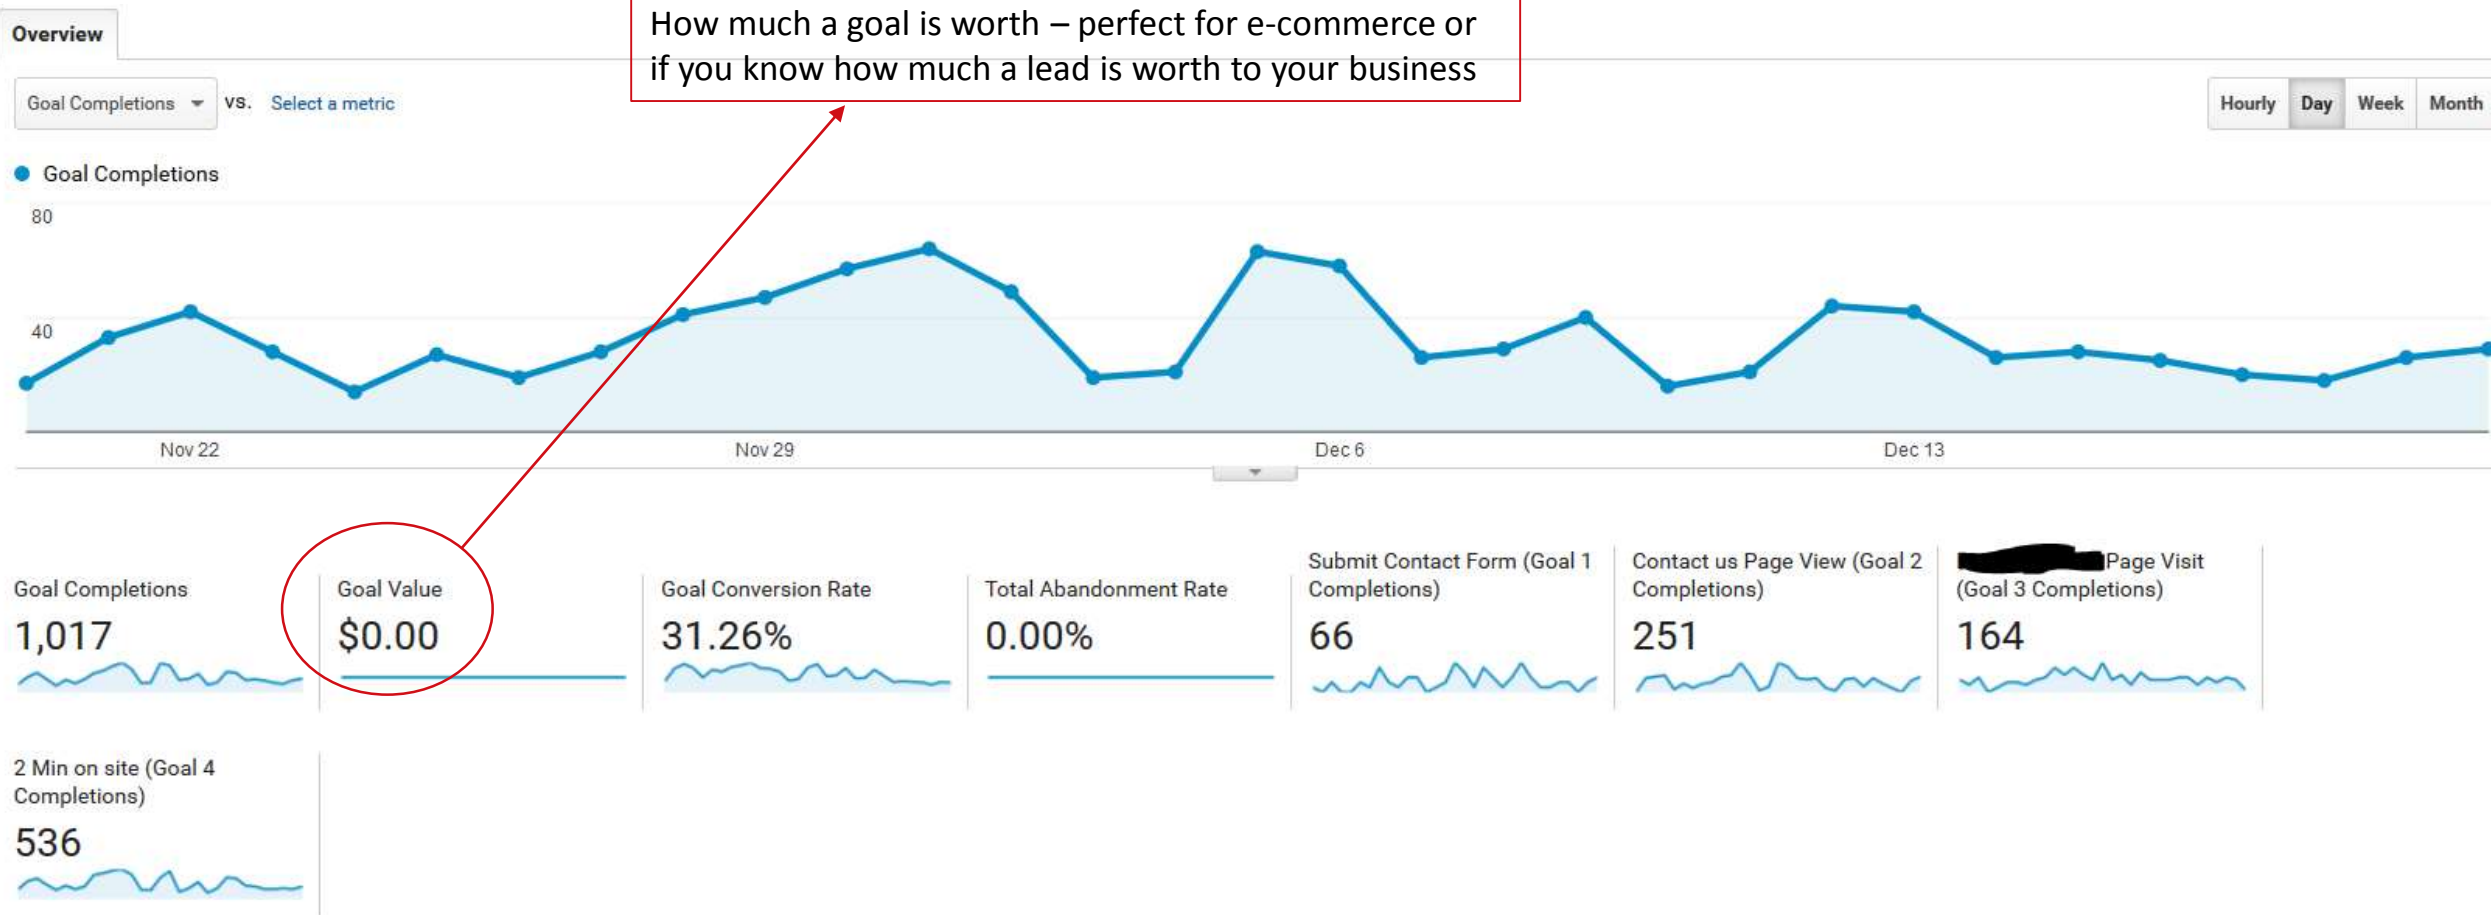 How much a goal is worth – perfect for e-commerce or
if you know how much a lead is worth to your business
Overview
Goal Completions vs. Select a metric
Hourly Day Week Month
Goal Completions
80
40
Nov 22 Nov 29 Dec 6 Dec 13
Goal Completions
1,017
Goal Value
$0.00
Goal Conversion Rate
31.26%
Total Abandonment Rate
0.00%
Submit Contact Form (Goal 1
Completions)
66
Contact us Page View (Goal 2
Completions)
251
Page Visit
(Goal 3 Completions)
164
2 Min on site (Goal 4
Completions)
536